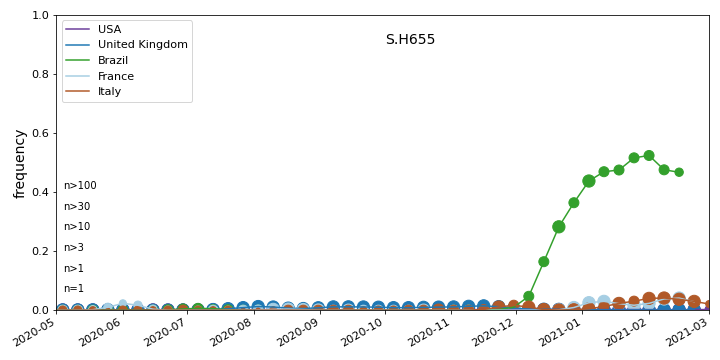 S.H655
USA
United Kingdom
Brazil
France
Italy
frequency
1.0
0.8
0.6
0.4
0.2
0.0
n>100
n>30
n>10
n>3
n>1
n=1
2020-05
2020-06
2020-07
2020-08
2020-09
2020-10
2020-11
2020-12
2021-01
2021-02
2021-03